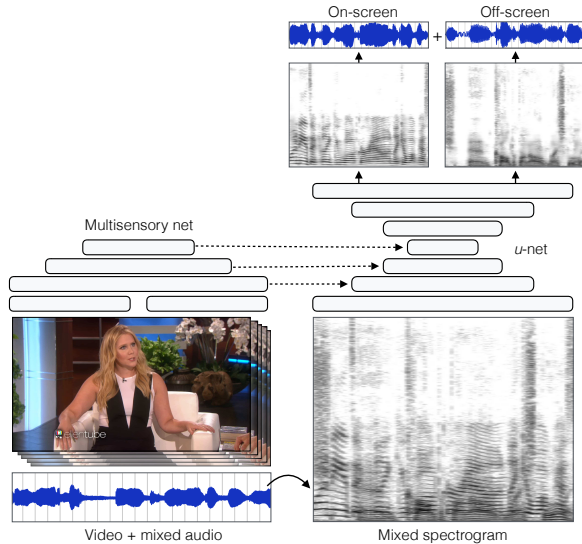 On-screen
Off-screen
+
Multisensory net
u-net
Video + mixed audio
Mixed spectrogram